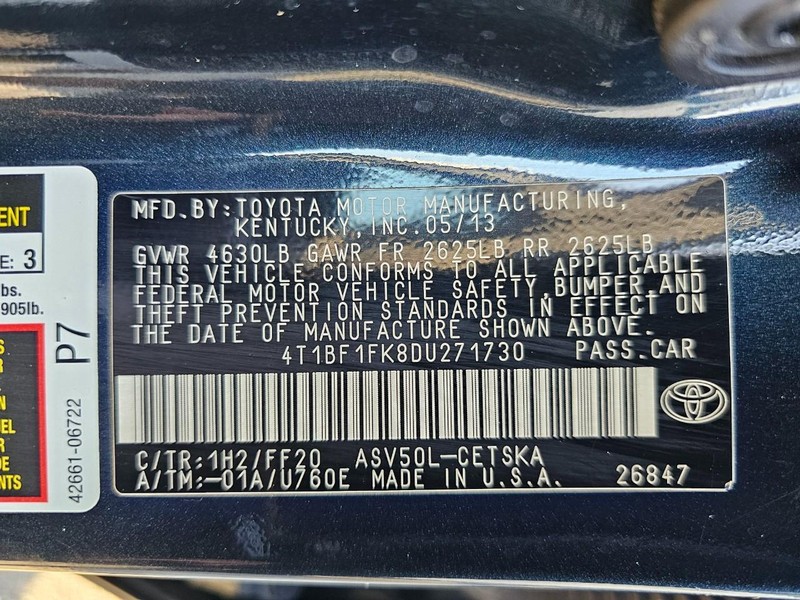 MFD.BY:TOYOTA MOTOR MANUFACTURING,
KENTUCKY,INC.05/13
GVWR 4630LB GAWR FR 2625LB RR 2625LB
THIS VEHICLE CONFORMS TO ALL APPLICABLE
FEDERAL MOTOR VEHICLE SAFETY,BUMPER,AND
THEFT PREVENTION STANDARDS IN EFFECT ON
THE DATE OF MANUFACTURE SHOWN ABOVE.
4T1BF1FK8DU271730 PASS.CAR
C/TR:1H2/FF20 ASV50L-CETSKA
A/TM:-01A/U760E MADE IN U.S.A. 26847
3
905lb.
P7
42661-06722